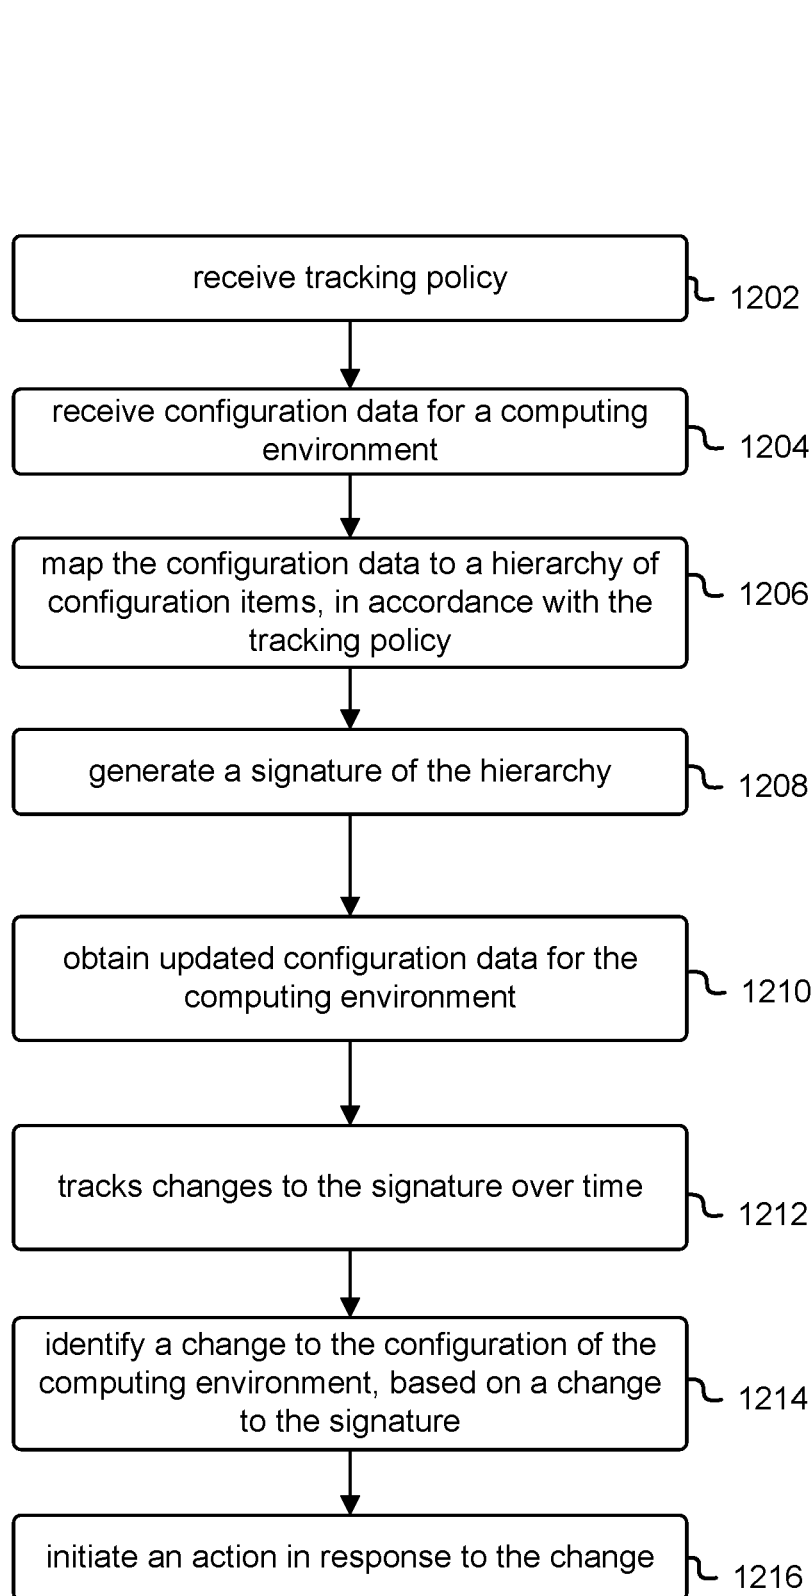 receive tracking policy
1202
receive configuration data for a computing
environment
1204
map the configuration data to a hierarchy of
configuration items, in accordance with the
tracking policy
1206
generate a signature of the hierarchy
1208
obtain updated configuration data for the
computing environment
1210
tracks changes to the signature over time
1212
identify a change to the configuration of the
computing environment, based on a change
to the signature
1214
initiate an action in response to the change
1216